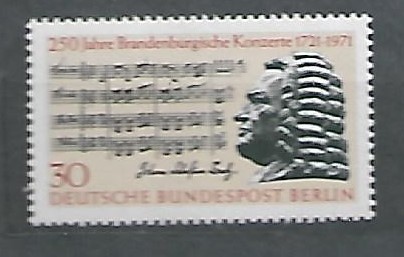 250 Jahre Brandenburgische Konzerte 1721-1971
30
DEUTSCHE BUNDESPOST BERLIN